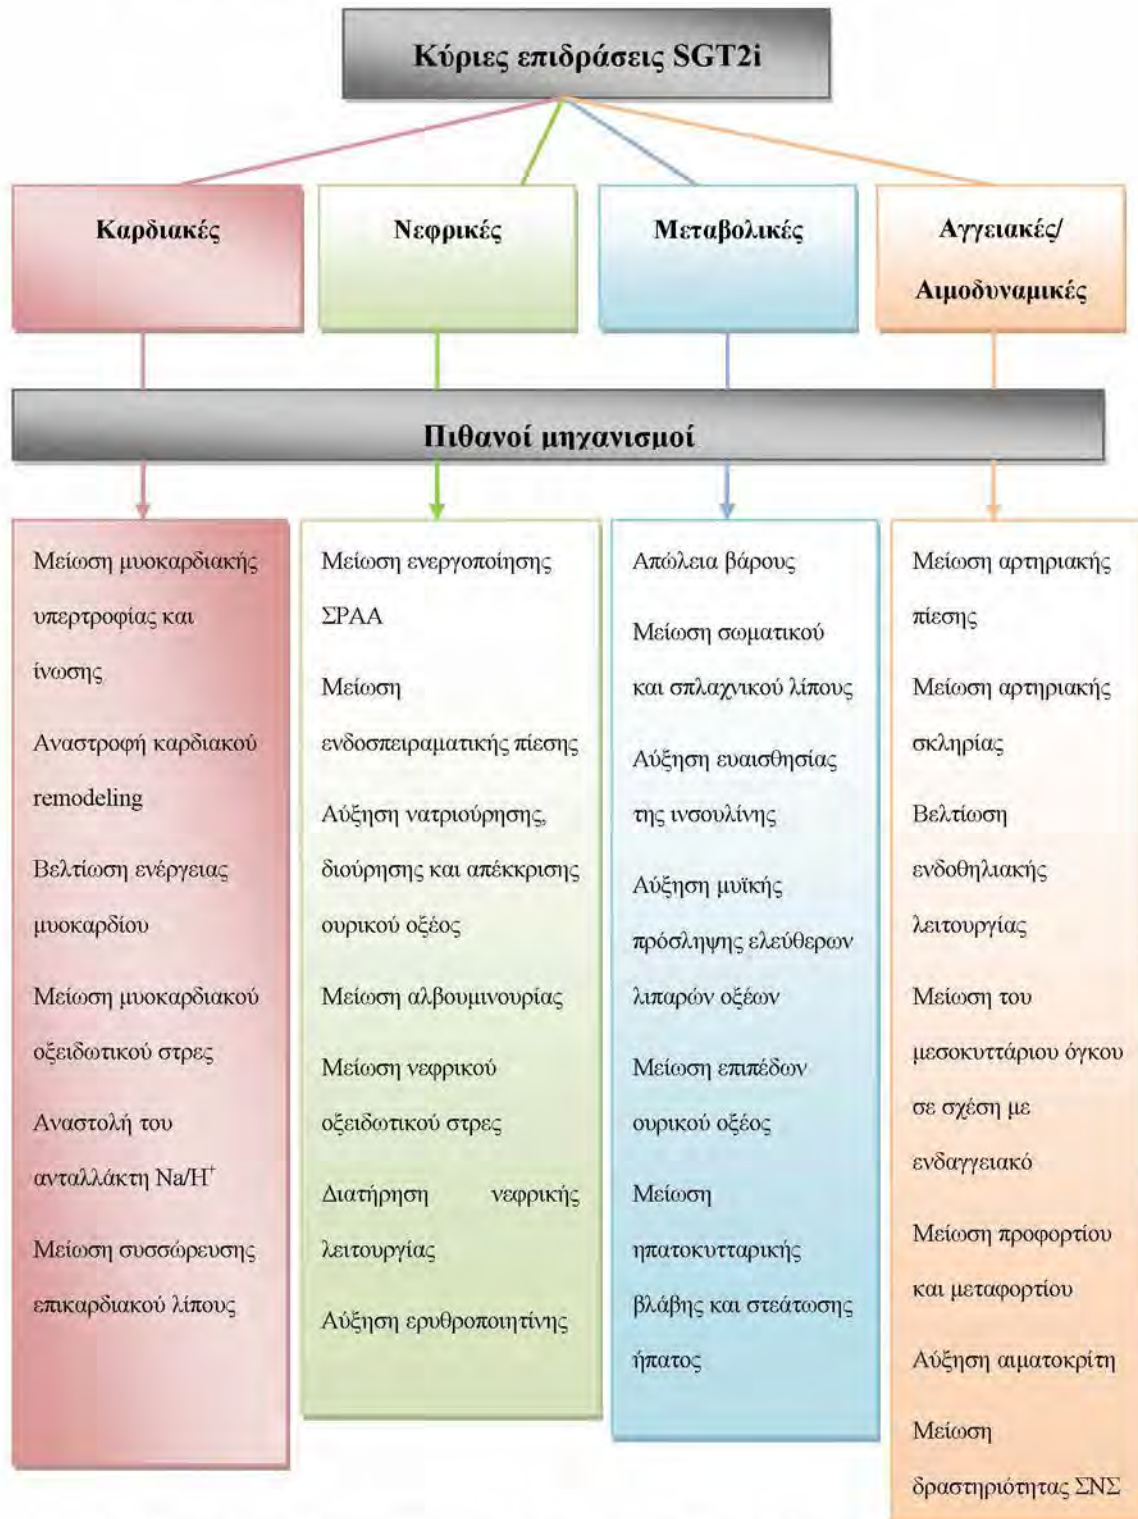 Κύριες επιδράσεις SGT2i
Καρδιακές
Νεφρικές
Μεταβολικές
Αγγειακές/
Αιμοδυναμικές
Πιθανοί μηχανισμοί
Μείωση μυοκαρδιακής
υπερτροφίας και
ίνωσης
Αναστροφή καρδιακού
remodeling
Βελτίωση ενέργειας
μυοκαρδίου
Μείωση μυοκαρδιακού
οξειδωτικού στρες
Αναστολή του
ανταλλάκτη Na/H⁺
Μείωση συσσώρευσης
επικαρδιακού λίπους
Μείωση ενεργοποίησης
ΣΡΑΑ
Μείωση
ενδοσπειραματικής πίεσης
Αύξηση νατριούρησης,
διούρησης και απέκκρισης
ουρικού οξέος
Μείωση αλβουμινουρίας
Μείωση νεφρικού
οξειδωτικού στρες
Διατήρηση νεφρικής
λειτουργίας
Αύξηση ερυθροποιητίνης
Απώλεια βάρους
Μείωση σωματικού
και σπλαχνικού λίπους
Αύξηση ευαισθησίας
της ινσουλίνης
Αύξηση μυϊκής
πρόσληψης ελεύθερων
λιπαρών οξέων
Μείωση επιπέδων
ουρικού οξέος
Μείωση
ηπατοκυτταρικής
βλάβης και στεάτωσης
ήπατος
Μείωση αρτηριακής
πίεσης
Μείωση αρτηριακής
σκληρίας
Βελτίωση
ενδοθηλιακής
λειτουργίας
Μείωση του
μεσοκυττάριου όγκου
σε σχέση με
ενδαγγειακό
Μείωση προφορτίου
και μεταφορτίου
Αύξηση αιματοκρίτη
Μείωση
δραστηριότητας ΣΝΣ